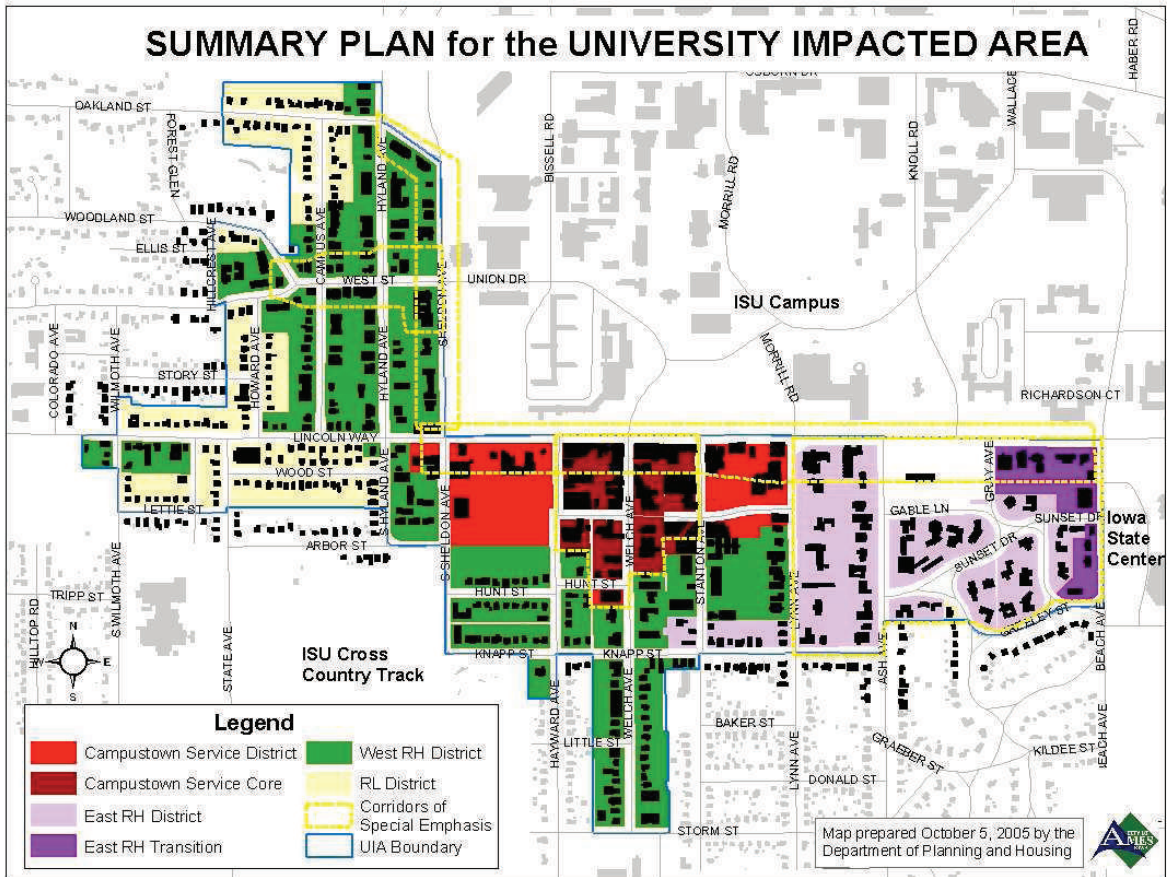 SUMMARY PLAN for the UNIVERSITY IMPACTED AREA
HABER RD
OSBORN DR
WALLACE
OAKLAND ST
FOREST GLEN
HYLAND AVE
BISSELL RD
MORRILL RD
KNOLL RD
WOODLAND ST
ELLIS ST
HILLCREST AVE
CAMPUS AVE
WEST ST
SHELDON AVE
UNION DR
ISU Campus
COLORADO AVE
WILMOTH AVE
STORY ST
HOWARD AVE
HYLAND AVE
MORRILL RD
RICHARDSON CT
LINCOLN WAY
WOOD ST
GRAY AVE
LETTIE ST
S HYLAND AVE
S SHELDON AVE
WELCH AVE
STANTON AVE
GABLE LN
SUNSET DR
SUNSET DR
Iowa
State
Center
ARBOR ST
HUNT ST
HUNT ST
TRIPP ST
HILLTOP RD
S WILMOTH AVE
STATE AVE
LYNN AVE
ASH AVE
GREELEY ST
BEACH AVE
N
W
E
S
ISU Cross
Country Track
KNAPP ST
KNAPP ST
HAYWARD AVE
WELCH AVE
LITTLE ST
BAKER ST
LYNN AVE
DONALD ST
GRAEBER ST
KILDEE ST
BEACH AVE
STORM ST
Legend
Campustown Service District
Campustown Service Core
East RH District
East RH Transition
West RH District
RL District
Corridors of
Special Emphasis
UIA Boundary
Map prepared October 5, 2005 by the
Department of Planning and Housing
CITY OF
AMES